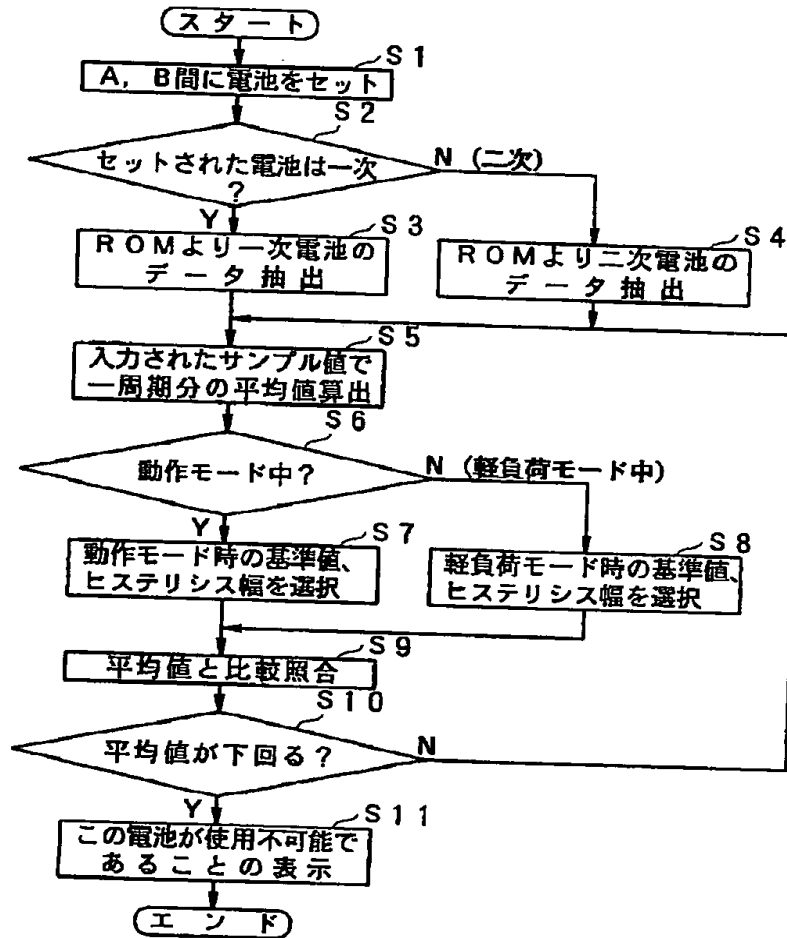 スタート
S1
A，B間に電池をセット
S2
セットされた電池は一次
？
N（二次）
Y
S3
ROMより一次電池の
データ抽出
S4
ROMより二次電池の
データ抽出
S5
入力されたサンプル値で
一周期分の平均値算出
S6
動作モード中？
N（軽負荷モード中）
Y
S7
動作モード時の基準値、
ヒステリシス幅を選択
S8
軽負荷モード時の基準値、
ヒステリシス幅を選択
S9
平均値と比較照合
S10
平均値が下回る？
N
Y
S11
この電池が使用不可能で
あることの表示
エンド